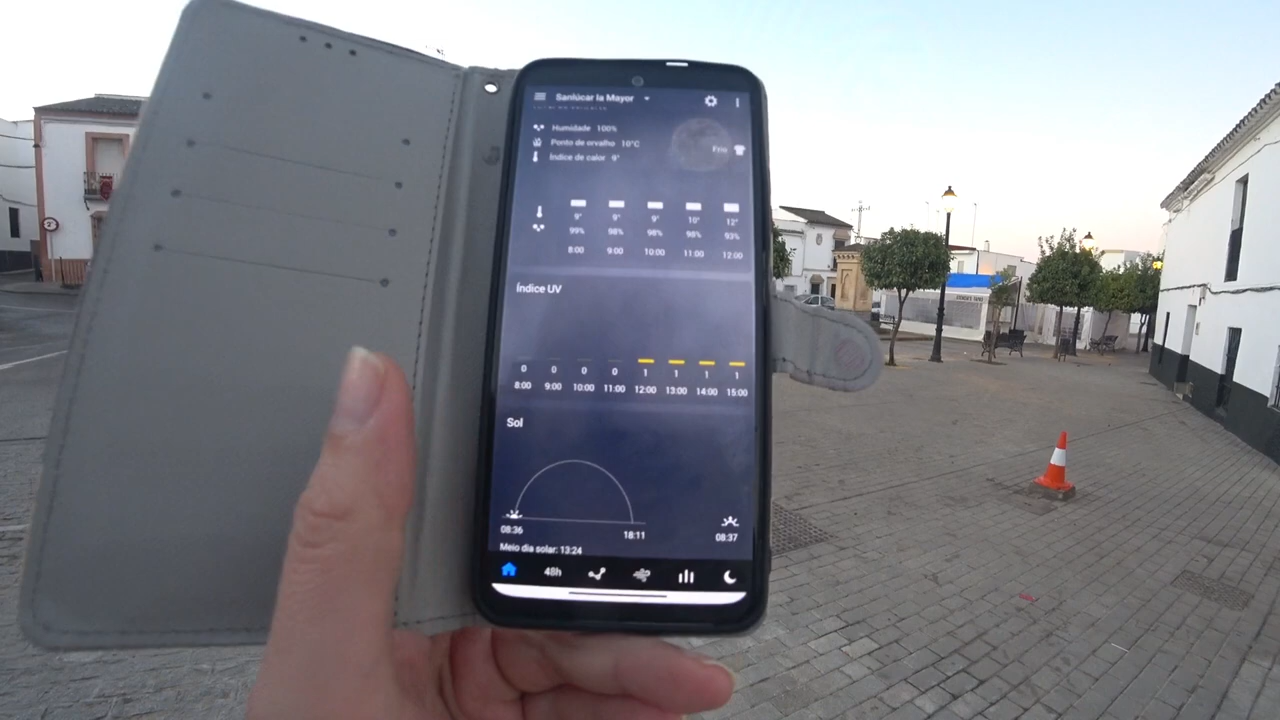 Sanlúcar la Mayor
Humidade 100%
Ponto de orvalho 10°C
Índice de calor 9°
Frio
9° 9° 9° 10° 12°
99% 98% 98% 98% 93%
8:00 9:00 10:00 11:00 12:00
Índice UV
0 0 0 0 1 1 1 1
8:00 9:00 10:00 11:00 12:00 13:00 14:00 15:00
Sol
08:36 18:11 08:37
Meio dia solar: 13:24
48h